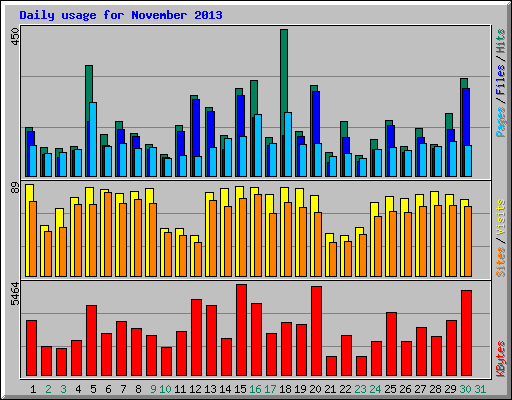 Daily usage for November 2013
450
Pages / Files / Hits
89
Sites / Visits
5464
KBytes
1 2 3 4 5 6 7 8 9 10 11 12 13 14 15 16 17 18 19 20 21 22 23 24 25 26 27 28 29 30 31